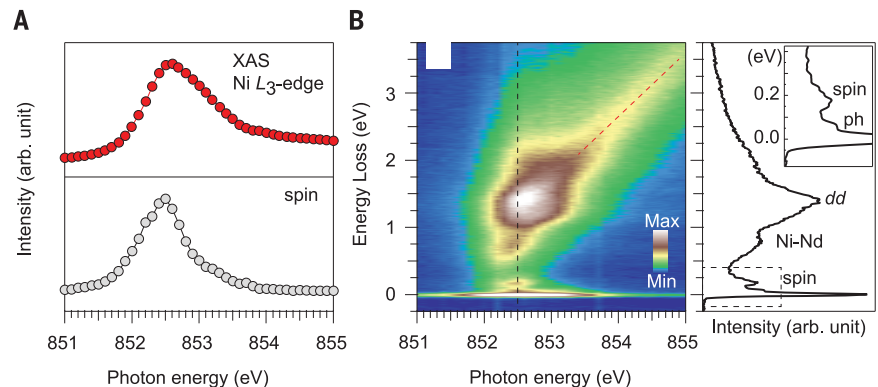 A
XAS
Ni L3-edge
spin
Intensity (arb. unit)
851 852 853 854 855
Photon energy (eV)
B
3
2
1
0
Energy Loss (eV)
Max
Min
851 852 853 854 855
Photon energy (eV)
(eV)
0.2
0.0
spin
ph
dd
Ni-Nd
spin
Intensity (arb. unit)